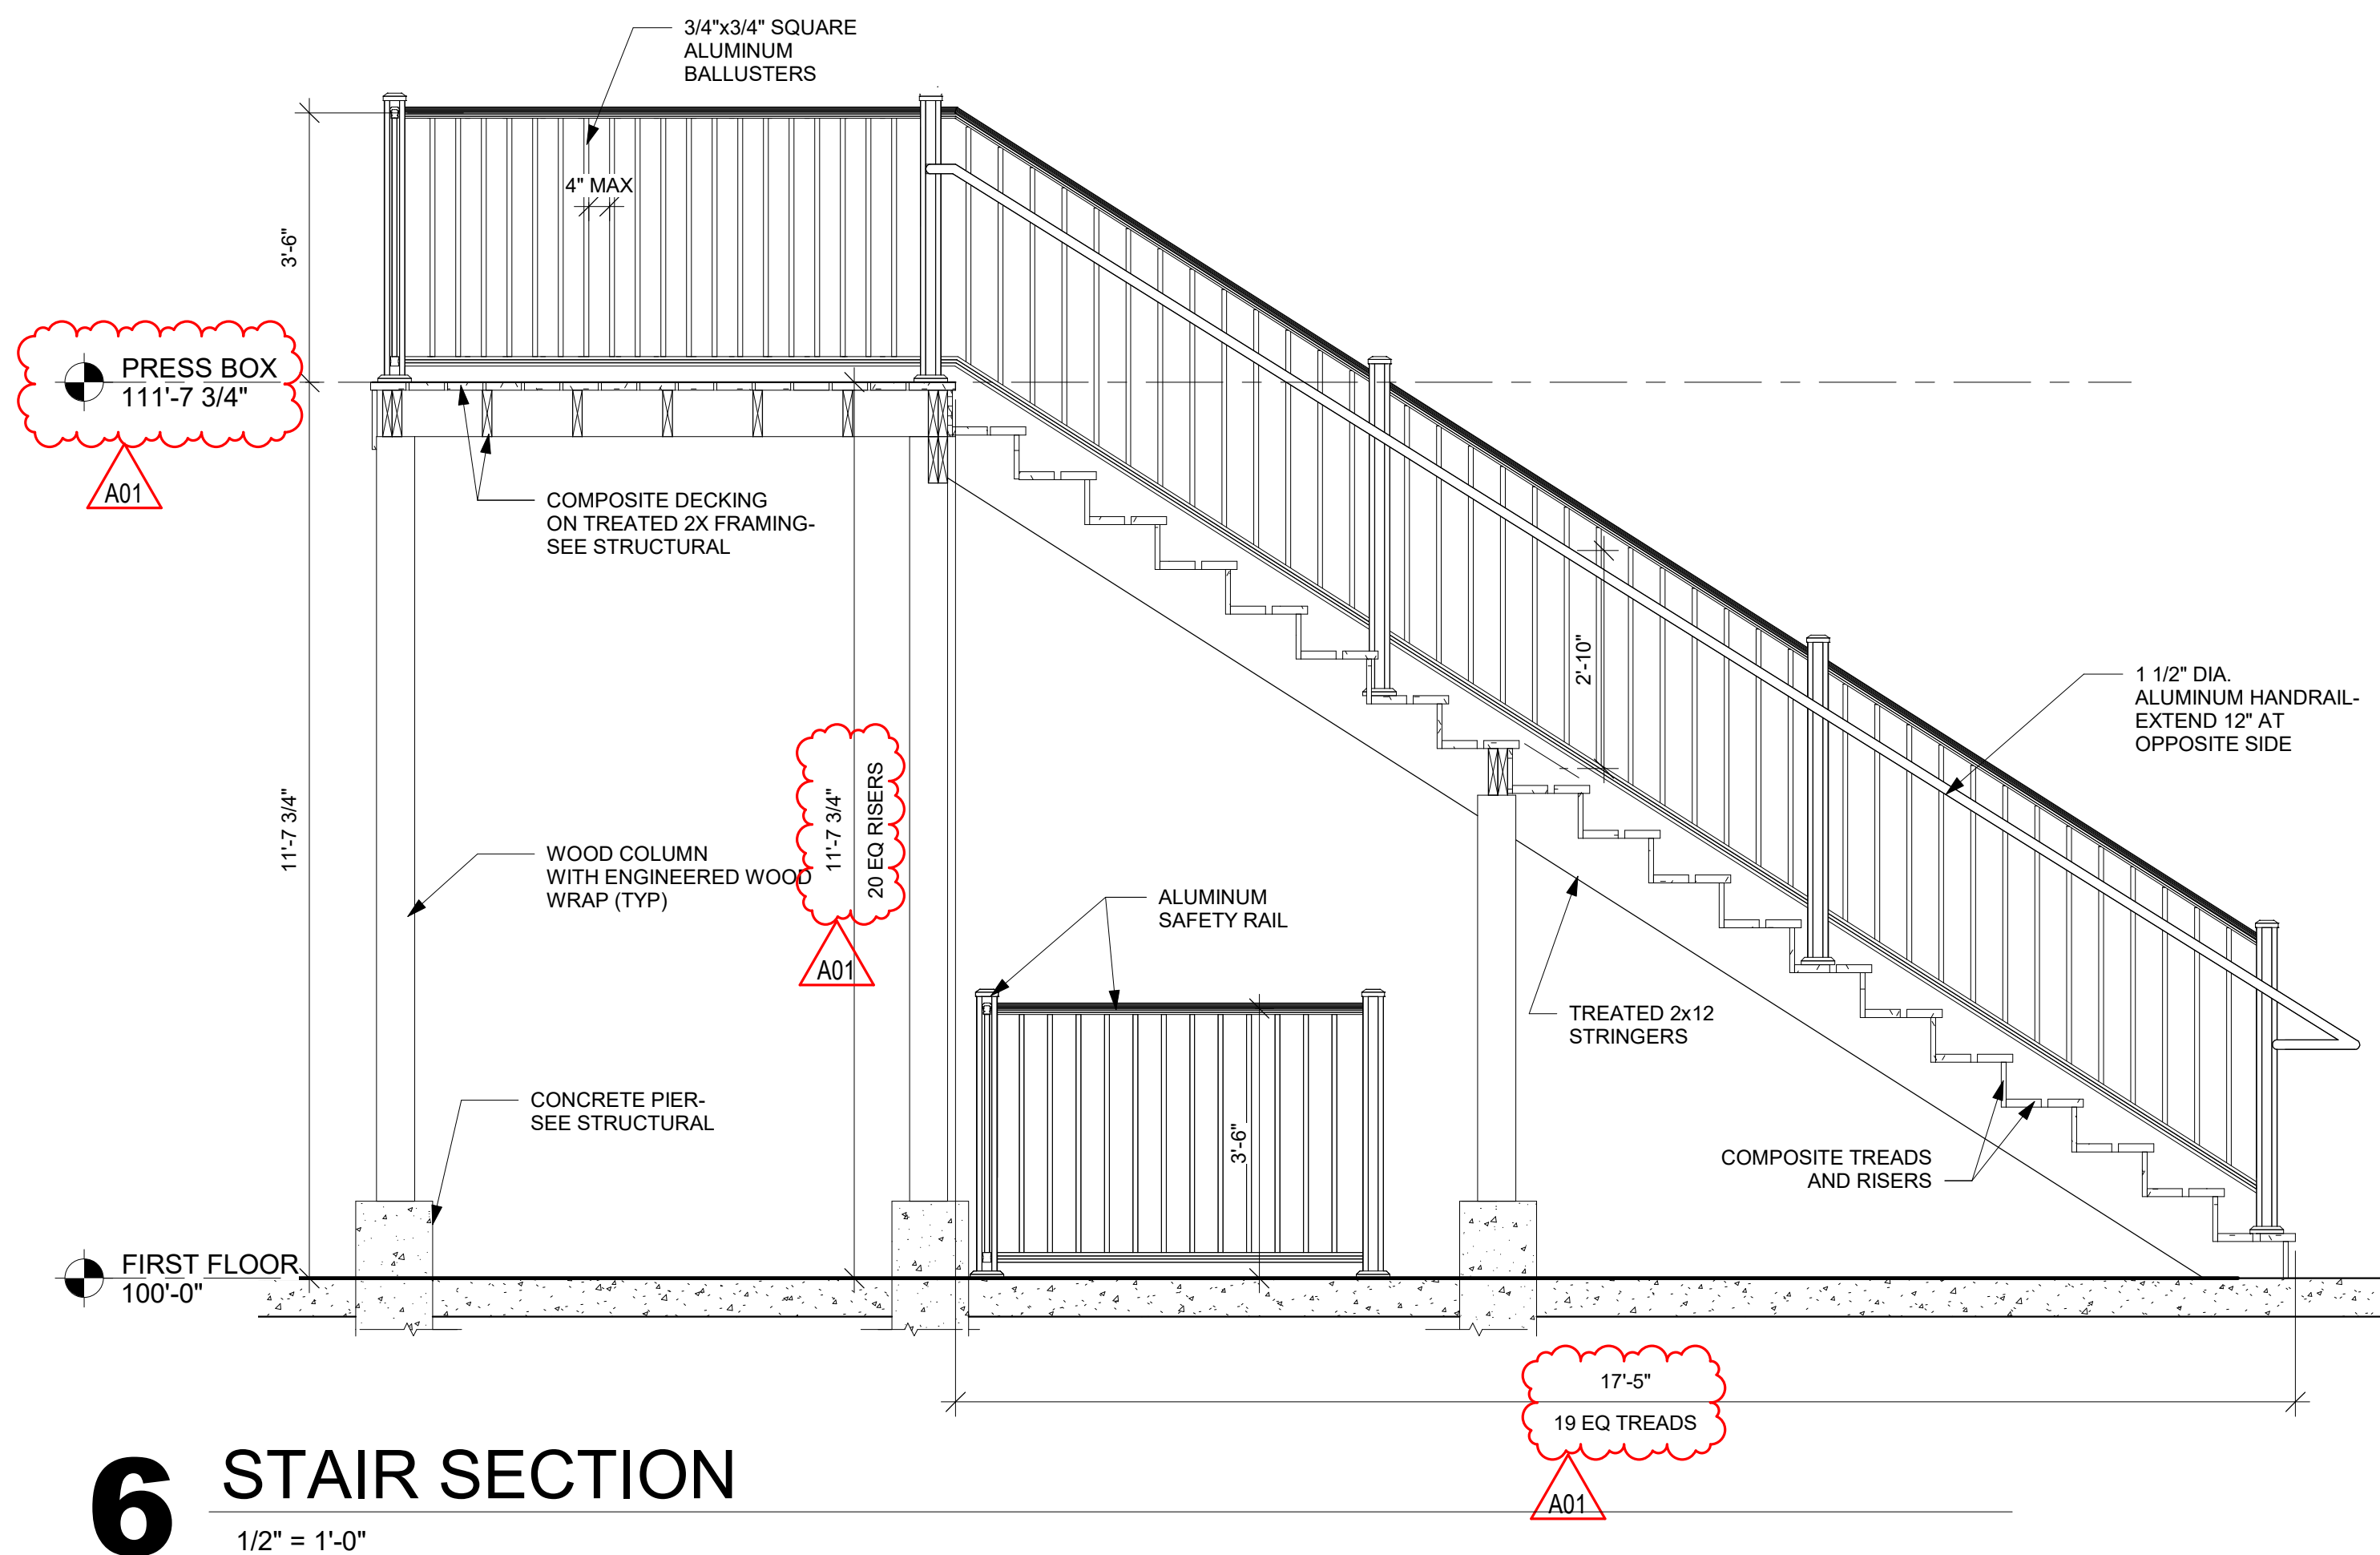 3/4"x3/4" SQUARE
ALUMINUM
BALLUSTERS
4" MAX
3'-6"
PRESS BOX
111'-7 3/4"
A01
COMPOSITE DECKING
ON TREATED 2X FRAMING-
SEE STRUCTURAL
2'-10"
1 1/2" DIA.
ALUMINUM HANDRAIL-
EXTEND 12" AT
OPPOSITE SIDE
11'-7 3/4"
11'-7 3/4"
20 EQ RISERS
A01
WOOD COLUMN
WITH ENGINEERED WOOD
WRAP (TYP)
ALUMINUM
SAFETY RAIL
TREATED 2x12
STRINGERS
3'-6"
CONCRETE PIER-
SEE STRUCTURAL
COMPOSITE TREADS
AND RISERS
FIRST FLOOR
100'-0"
17'-5"
19 EQ TREADS
A01
6
STAIR SECTION
1/2" = 1'-0"